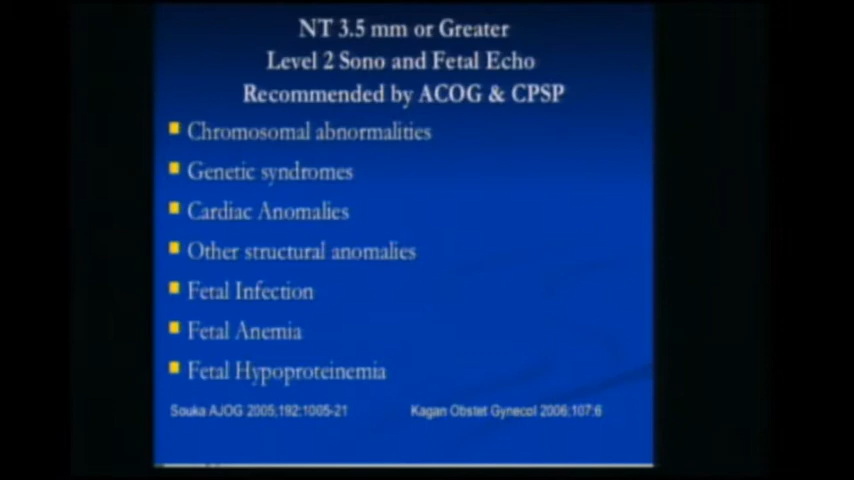 NT 3.5 mm or Greater
Level 2 Sono and Fetal Echo
Recommended by ACOG & CPSP
Chromosomal abnormalities
Genetic syndromes
Cardiac Anomalies
Other structural anomalies
Fetal Infection
Fetal Anemia
Fetal Hypoproteinemia
Souka AJOG 2005;192:1005-21
Kagan Obstet Gynecol 2006;107:6